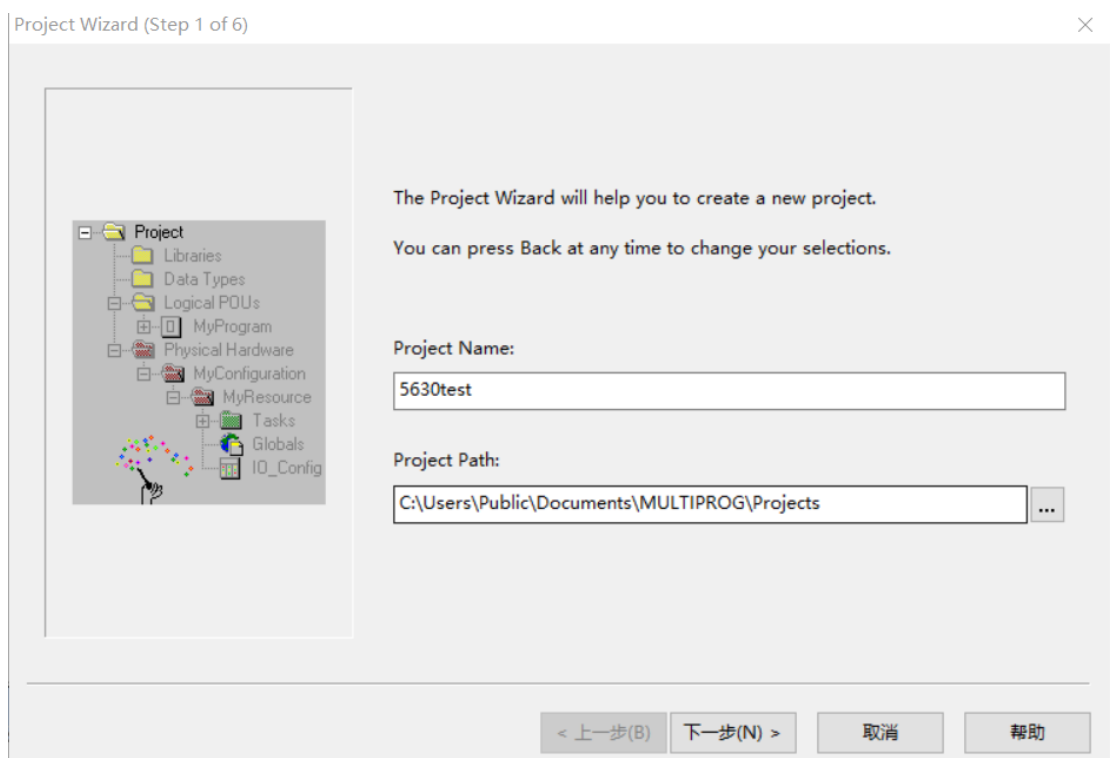 Project Wizard (Step 1 of 6)
Project
Libraries
Data Types
Logical POUs
MyProgram
Physical Hardware
MyConfiguration
MyResource
Tasks
Globals
IO_Config
The Project Wizard will help you to create a new project.
You can press Back at any time to change your selections.
Project Name:
5630test
Project Path:
C:\Users\Public\Documents\MULTIPROG\Projects
...
< 上一步(B)
下一步(N) >
取消
帮助